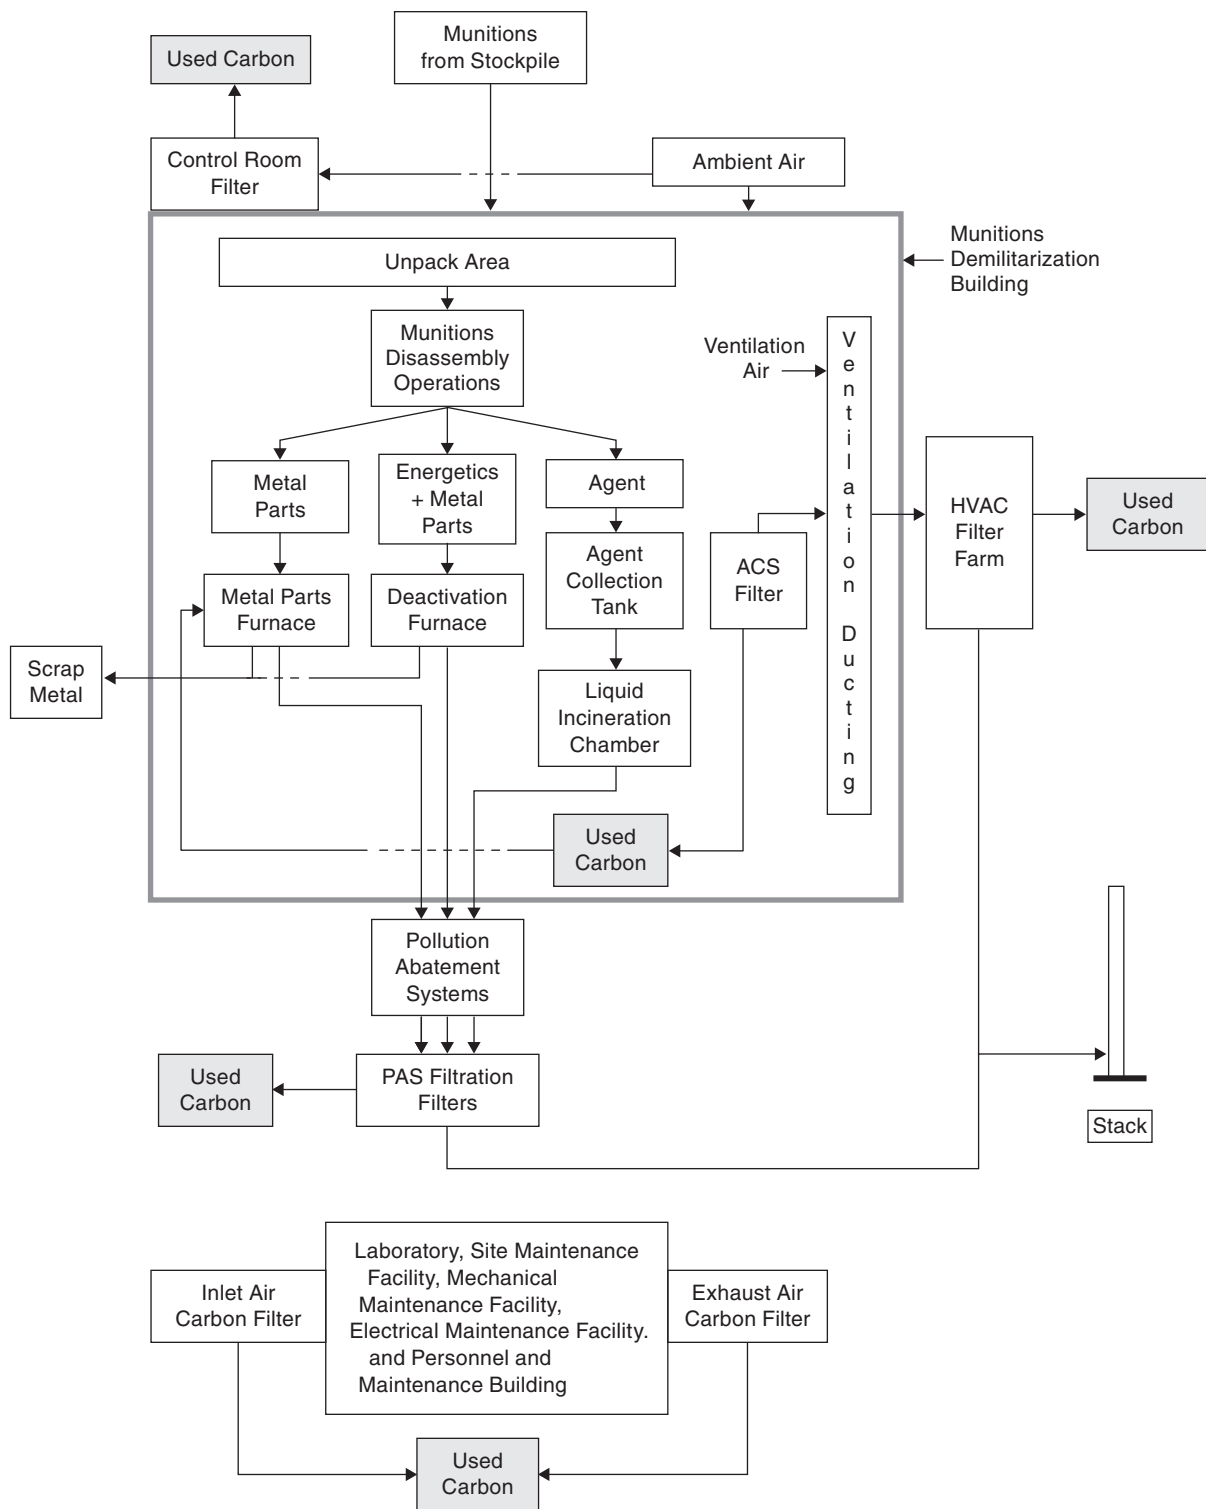 Munitions
from Stockpile
Used Carbon
Control Room
Filter
Ambient Air
Munitions
Demilitarization
Building
Unpack Area
Munitions
Disassembly
Operations
Ventilation
Air
Ventilation Ducting
Metal
Parts
Energetics
+ Metal
Parts
Agent
HVAC
Filter
Farm
Used
Carbon
Agent
Collection
Tank
ACS
Filter
Metal Parts
Furnace
Deactivation
Furnace
Scrap
Metal
Liquid
Incineration
Chamber
Used
Carbon
Pollution
Abatement
Systems
Used
Carbon
PAS Filtration
Filters
Stack
Inlet Air
Carbon Filter
Laboratory, Site Maintenance
Facility, Mechanical
Maintenance Facility,
Electrical Maintenance Facility.
and Personnel and
Maintenance Building
Exhaust Air
Carbon Filter
Used
Carbon